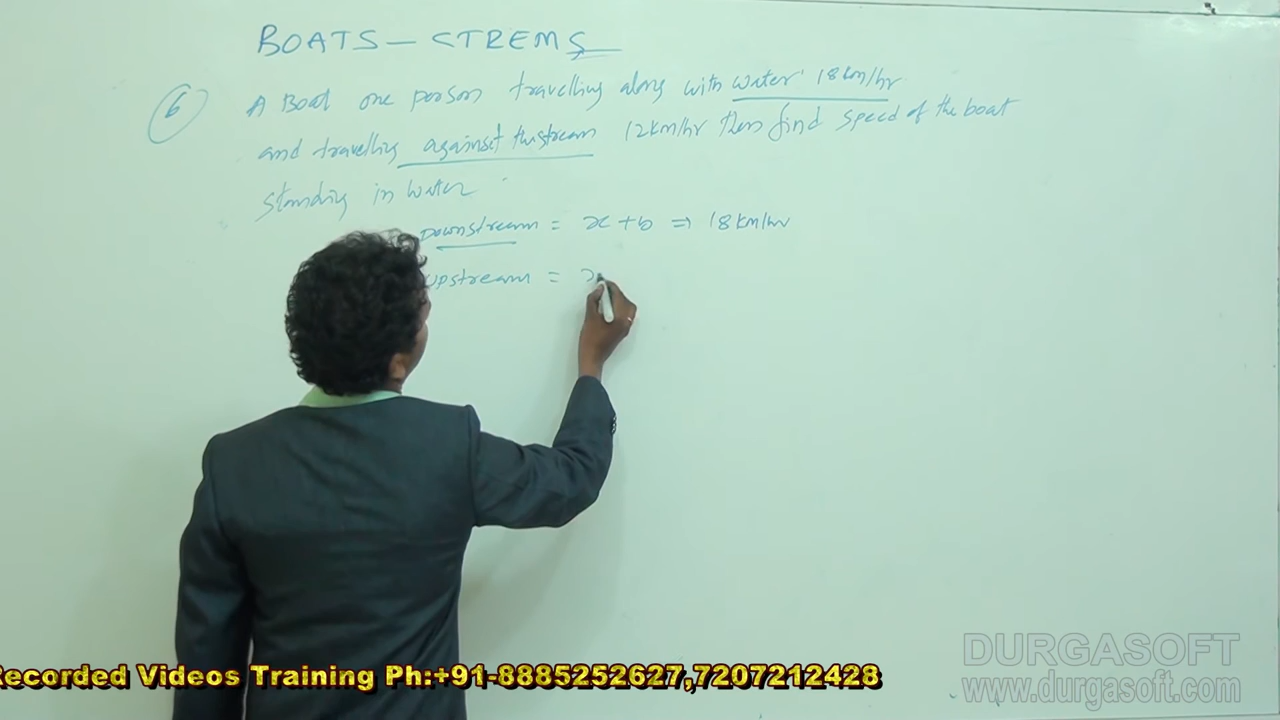 BOATS - STREMS
6 A Boat one person travelling along with water 18km/hr
and travelling against the stream 12km/hr then find speed of the boat
standing in water.
Downstream = x + b ⇒ 18 km/hr
upstream = x
Recorded Videos Training Ph:+91-8885252627,7207212428
DURGASOFT
www.durgasoft.com